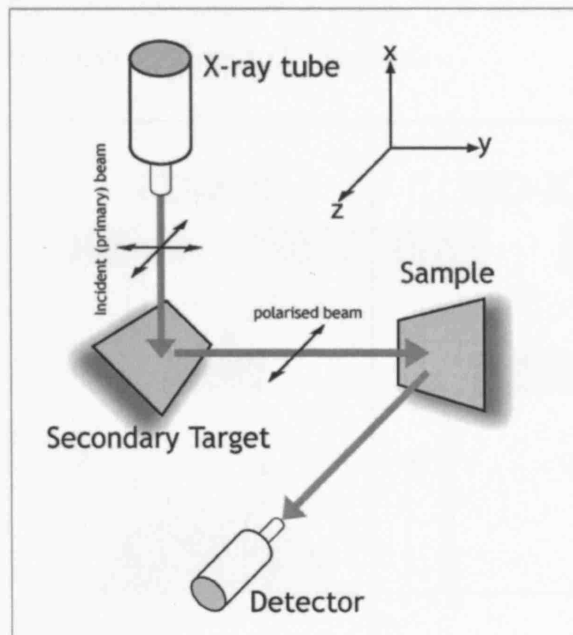 X-ray tube
x
y
z
Incident (primary) beam
Sample
polarised beam
Secondary Target
Detector